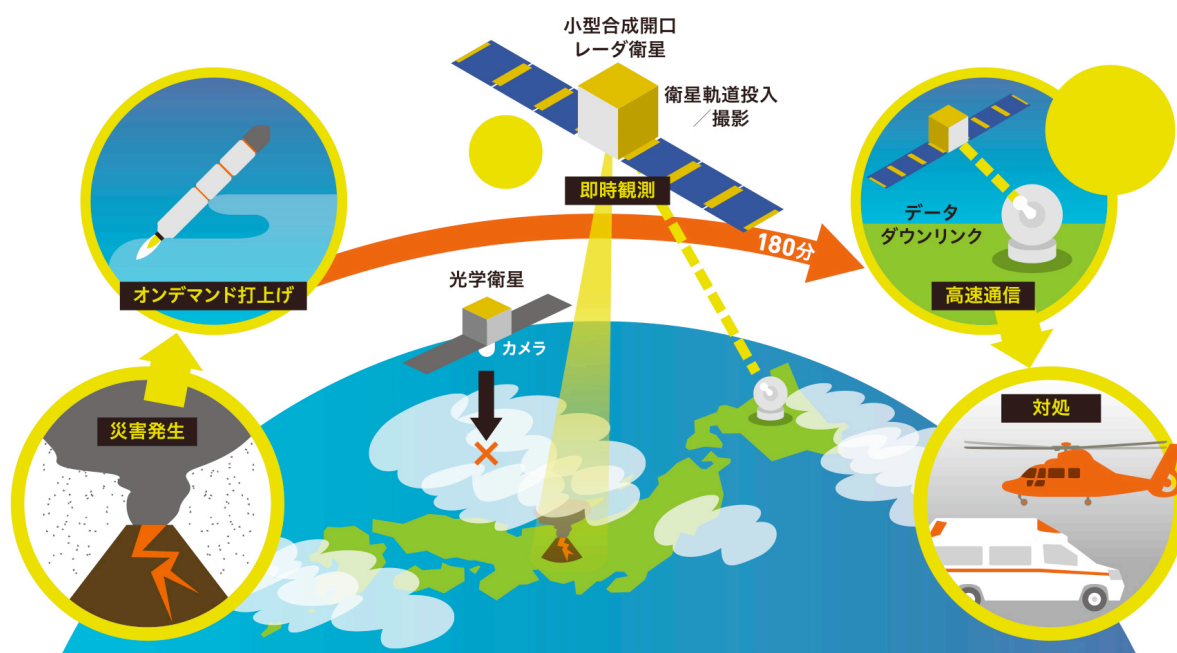 小型合成開口
レーダ衛星
衛星軌道投入
／撮影
即時観測
180分
データ
ダウンリンク
高速通信
オンデマンド打上げ
光学衛星
カメラ
災害発生
対処